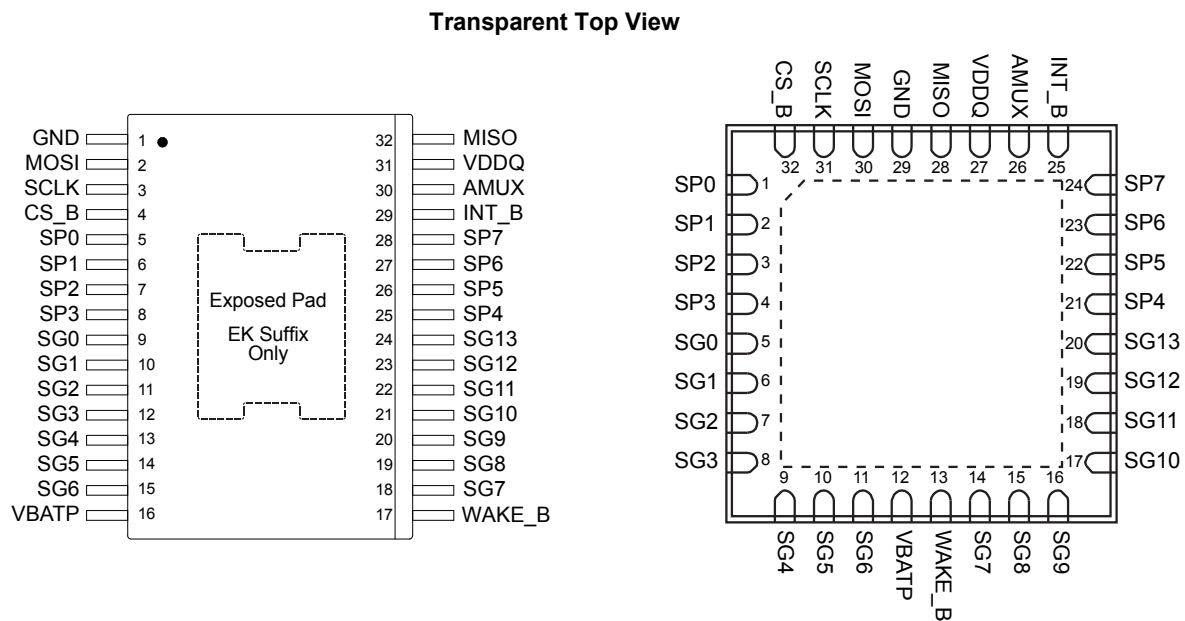 Transparent Top View
GND 1 32 MISO
MOSI 2 31 VDDQ
SCLK 3 30 AMUX
CS_B 4 29 INT_B
SP0 5 28 SP7
SP1 6 27 SP6
SP2 7 26 SP5
SP3 8 25 SP4
SG0 9 24 SG13
SG1 10 23 SG12
SG2 11 22 SG11
SG3 12 21 SG10
SG4 13 20 SG9
SG5 14 19 SG8
SG6 15 18 SG7
VBATP 16 17 WAKE_B
Exposed Pad
EK Suffix
Only
CS_B SCLK MOSI GND MISO VDDQ AMUX INT_B
32 31 30 29 28 27 26 25
SP0 1 24 SP7
SP1 2 23 SP6
SP2 3 22 SP5
SP3 4 21 SP4
SG0 5 20 SG13
SG1 6 19 SG12
SG2 7 18 SG11
SG3 8 17 SG10
9 10 11 12 13 14 15 16
SG4 SG5 SG6 VBATP WAKE_B SG7 SG8 SG9